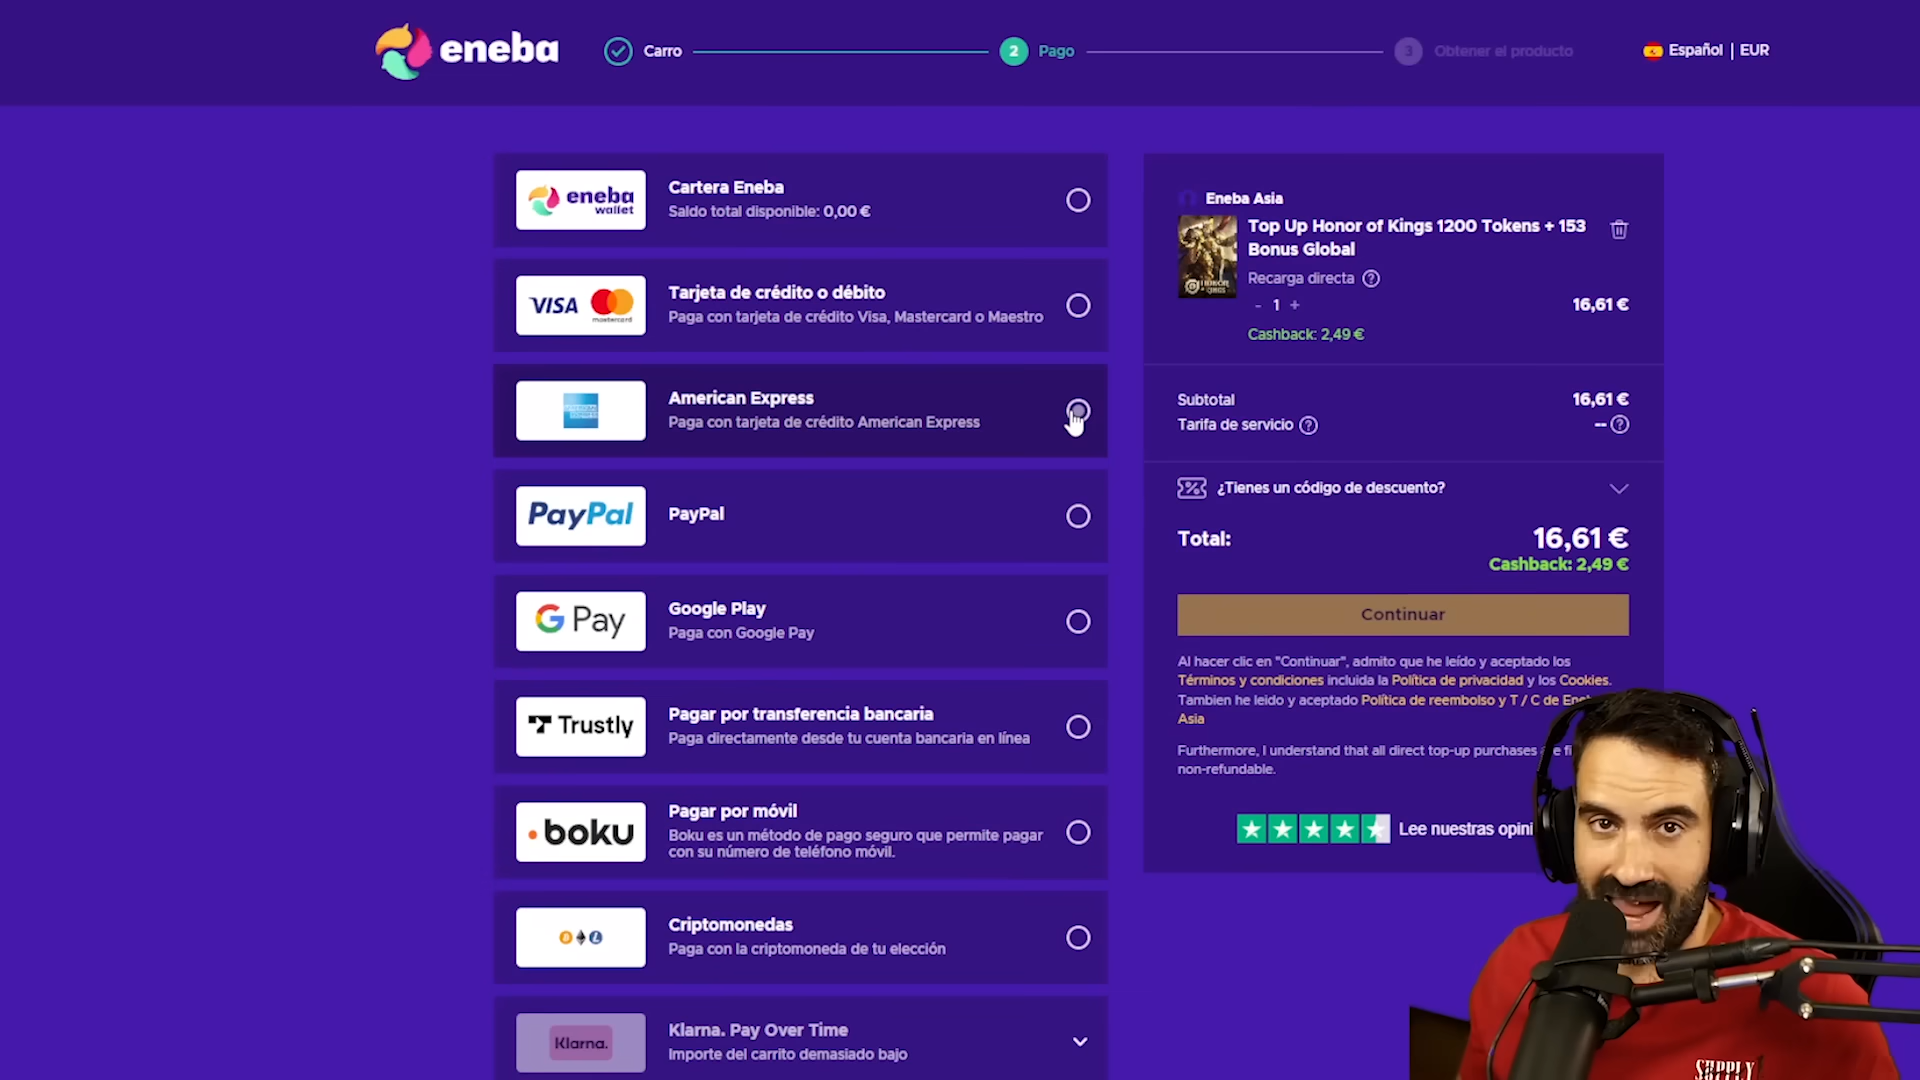 eneba
Carro
2
Pago
3
Obtener el producto
Español | EUR
eneba
wallet
Cartera Eneba
Saldo total disponible: 0,00 €
VISA
mastercard
Tarjeta de crédito o débito
Paga con tarjeta de crédito Visa, Mastercard o Maestro
American Express
Paga con tarjeta de crédito American Express
PayPal
PayPal
G Pay
Google Play
Paga con Google Pay
Trustly
Pagar por transferencia bancaria
Paga directamente desde tu cuenta bancaria en línea
boku
Pagar por móvil
Boku es un método de pago seguro que permite pagar
con su número de teléfono móvil.
Criptomonedas
Paga con la criptomoneda de tu elección
Klarna.
Klarna. Pay Over Time
Importe del carrito demasiado bajo
Eneba Asia
Top Up Honor of Kings 1200 Tokens + 153
Bonus Global
Recarga directa ?
- 1 +
16,61 €
Cashback: 2,49 €
Subtotal
16,61 €
Tarifa de servicio ?
-- ?
¿Tienes un código de descuento?
Total:
16,61 €
Cashback: 2,49 €
Continuar
Al hacer clic en "Continuar", admito que he leído y aceptado los
Términos y condiciones incluida la Política de privacidad y los Cookies.
Tambien he leido y aceptado Política de reembolso y T / C de
Asia
Furthermore, I understand that all direct top-up purchases
non-refundable.
Lee nuestras
SUPPLY